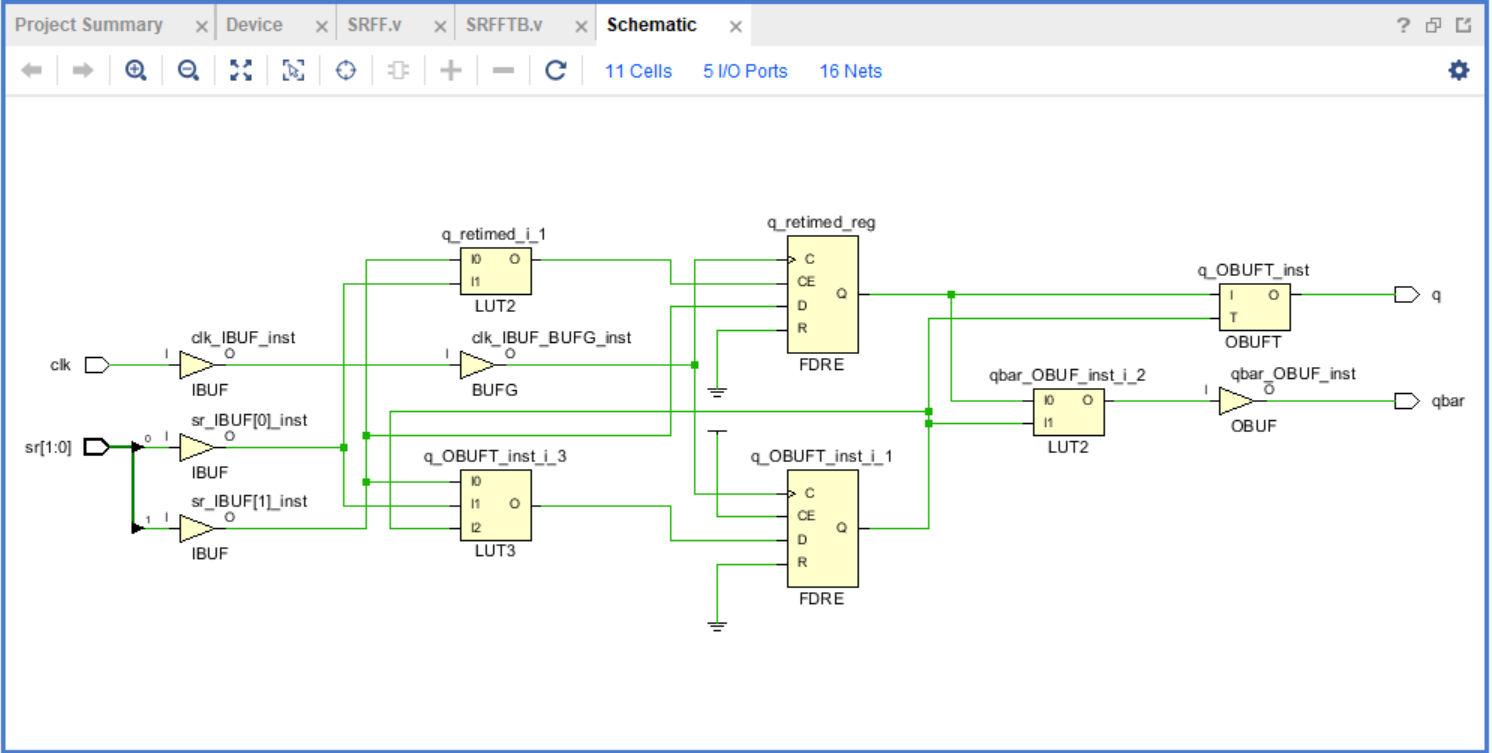 Project Summary × Device × SRFF.v × SRFFTB.v × Schematic × ?
11 Cells 5 I/O Ports 16 Nets
q_retimed_reg
q_retimed_i_1
I0 O
I1
LUT2
C
CE
D
R
Q
FDRE
q_OBUFT_inst
I O
T
OBUFT
q
clk
clk_IBUF_inst
I O
IBUF
clk_IBUF_BUFG_inst
I O
BUFG
qbar_OBUF_inst_i_2
I0 O
I1
LUT2
qbar_OBUF_inst
I O
OBUF
qbar
sr[1:0]
0
sr_IBUF[0]_inst
I O
IBUF
1
sr_IBUF[1]_inst
I O
IBUF
q_OBUFT_inst_i_3
I0
I1 O
I2
LUT3
q_OBUFT_inst_i_1
C
CE
D
R
Q
FDRE